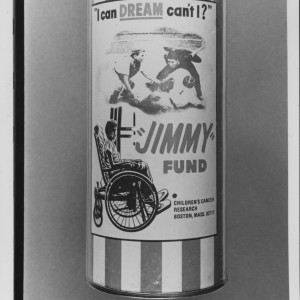 "I can DREAM can't I?"
"JIMMY"
FUND
CHILDREN'S CANCER
RESEARCH
BOSTON, MASS.